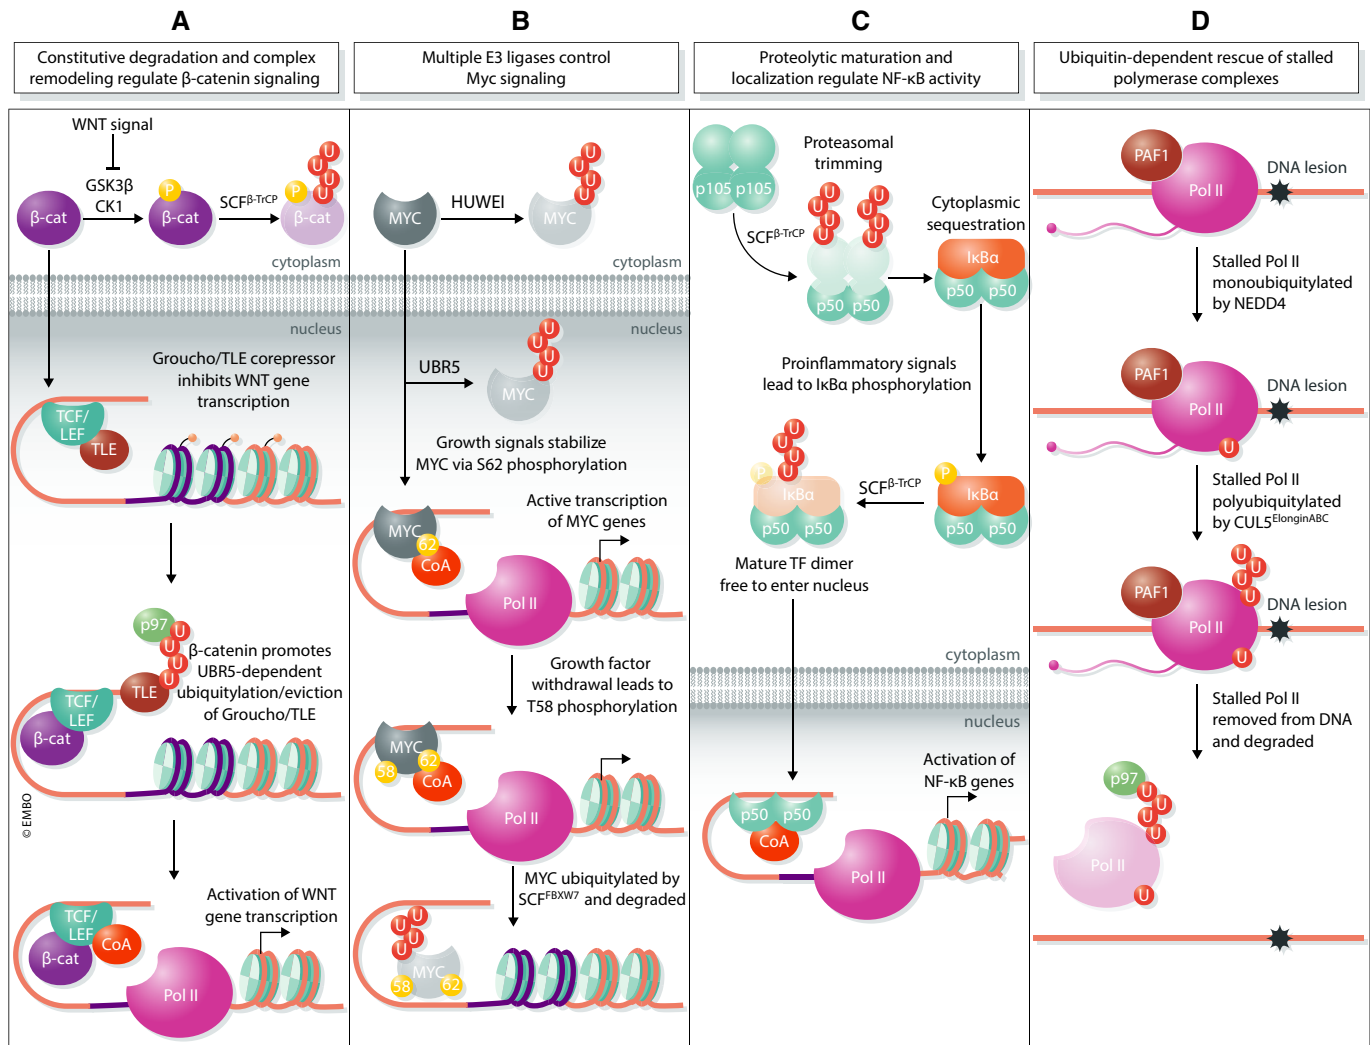 A
Constitutive degradation and complex
remodeling regulate β-catenin signaling
WNT signal
GSK3β
CK1
β-cat
P
β-cat
SCFβ-TrCP
P
β-cat
U
U
U
U
cytoplasm
nucleus
Groucho/TLE corepressor
inhibits WNT gene
transcription
TCF/
LEF
TLE
p97
U
U
U
U
TLE
β-catenin promotes
UBR5-dependent
ubiquitylation/eviction
of Groucho/TLE
TCF/
LEF
β-cat
© EMBO
Activation of WNT
gene transcription
TCF/
LEF
β-cat
CoA
Pol II
B
Multiple E3 ligases control
Myc signaling
MYC
HUWEI
MYC
U
U
U
U
cytoplasm
nucleus
UBR5
MYC
U
U
U
U
Growth signals stabilize
MYC via S62 phosphorylation
Active transcription
of MYC genes
MYC
62
CoA
Pol II
Growth factor
withdrawal leads to
T58 phosphorylation
MYC
58
62
CoA
Pol II
MYC ubiquitylated by
SCFFBXW7 and degraded
U
U
U
U
MYC
58
62
C
Proteolytic maturation and
localization regulate NF-κB activity
p105 p105
Proteasomal
trimming
SCFβ-TrCP
U
U
U
U
U
U
U
U
p50 p50
Cytoplasmic
sequestration
IκBα
p50 p50
Proinflammatory signals
lead to IκBα phosphorylation
P
IκBα
p50 p50
SCFβ-TrCP
U
U
U
U
P
IκBα
p50 p50
Mature TF dimer
free to enter nucleus
cytoplasm
nucleus
Activation of
NF-κB genes
p50 p50
CoA
Pol II
D
Ubiquitin-dependent rescue of stalled
polymerase complexes
PAF1
Pol II
DNA lesion
Stalled Pol II
monoubiquitylated
by NEDD4
PAF1
Pol II
DNA lesion
U
Stalled Pol II
polyubiquitylated
by CUL5ElonginABC
U
U
U
U
PAF1
Pol II
DNA lesion
U
Stalled Pol II
removed from DNA
and degraded
p97
U
U
U
U
Pol II
U